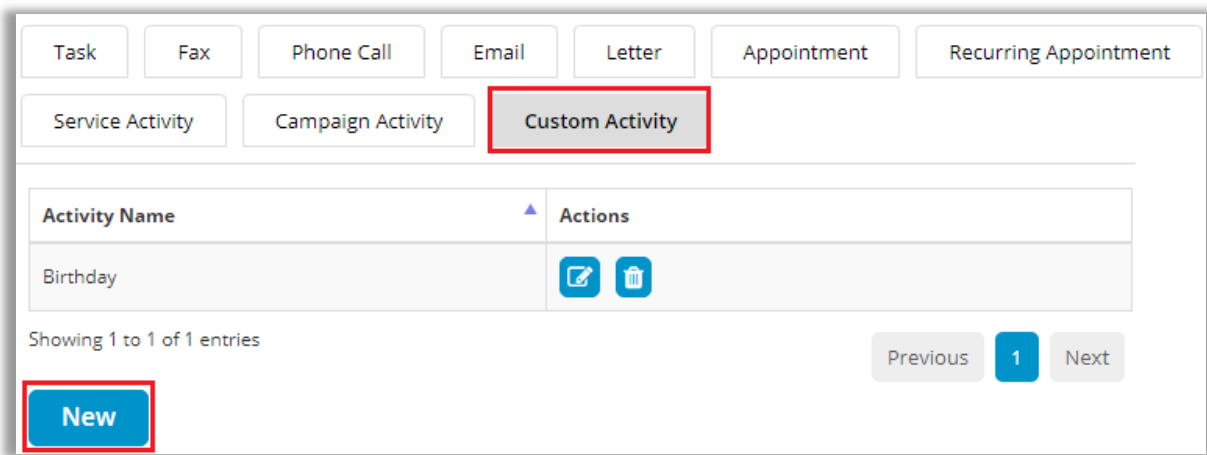 Task Fax Phone Call Email Letter Appointment Recurring Appointment
Service Activity Campaign Activity Custom Activity
Activity Name Actions
Birthday
Showing 1 to 1 of 1 entries
Previous 1 Next
New